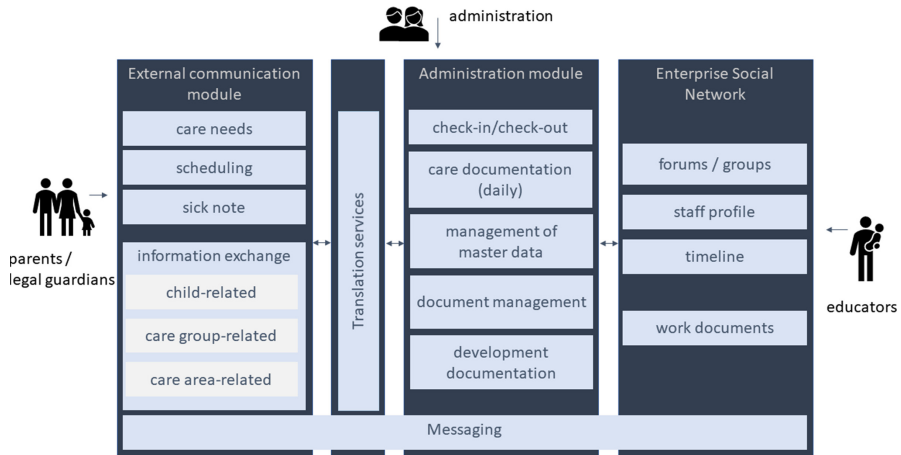 administration
parents /
legal guardians
External communication
module
care needs
scheduling
sick note
information exchange
child-related
care group-related
care area-related
Translation services
Administration module
check-in/check-out
care documentation
(daily)
management of
master data
document management
development
documentation
Enterprise Social
Network
forums / groups
staff profile
timeline
work documents
educators
Messaging